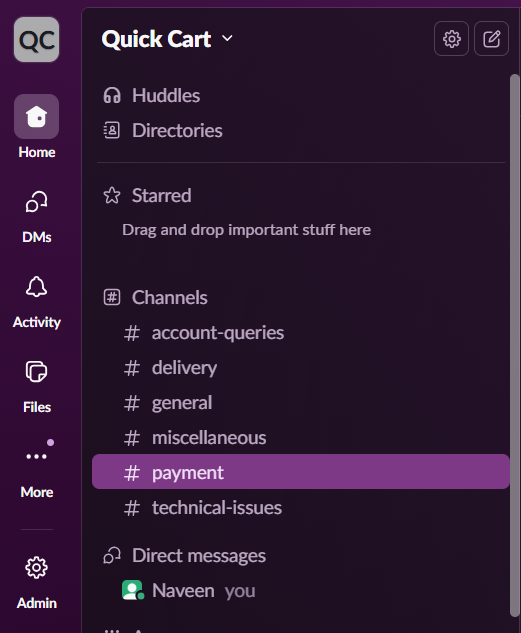 QC
Quick Cart
Home
DMs
Activity
Files
More
Admin
Huddles
Directories
Starred
Drag and drop important stuff here
Channels
# account-queries
# delivery
# general
# miscellaneous
# payment
# technical-issues
Direct messages
Naveen you